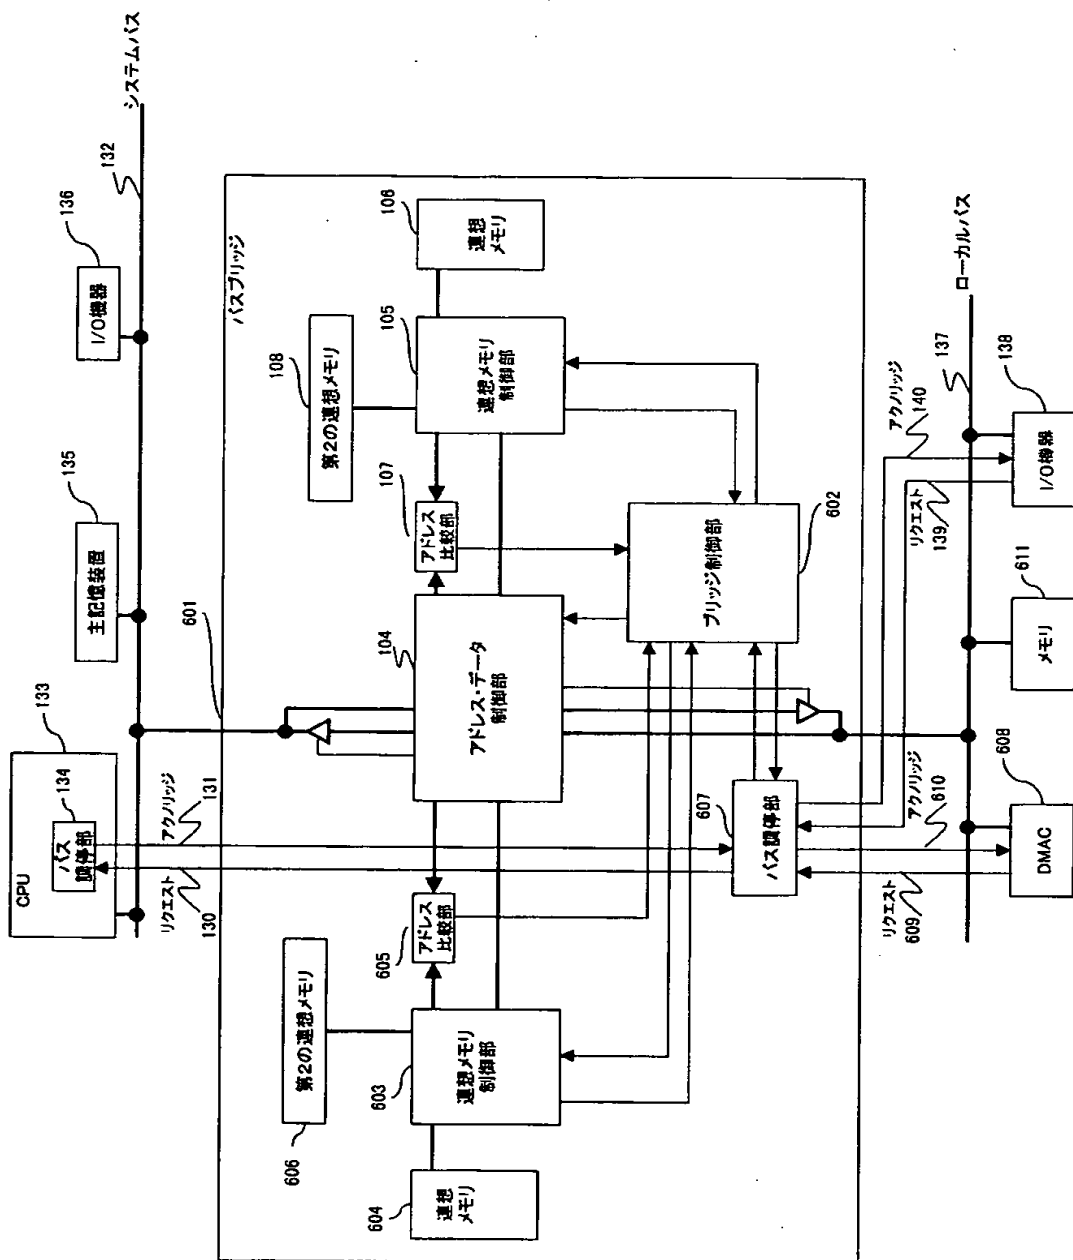 システムバス
132
136
I/O機器
135
主記憶装置
133
CPU
134
バス
調停部
アクノリッジ
131
リクエスト
130
601
バスブリッジ
106
連想
メモリ
105
連想メモリ
制御部
108
第2の連想メモリ
107
アドレス
比較部
104
アドレス・データ
制御部
602
ブリッジ制御部
605
アドレス
比較部
606
第2の連想メモリ
603
連想メモリ
制御部
604
連想
メモリ
607
バス調停部
ローカルバス
137
138
I/O機器
アクノリッジ
140
リクエスト
139
611
メモリ
608
DMAC
アクノリッジ
610
リクエスト
609